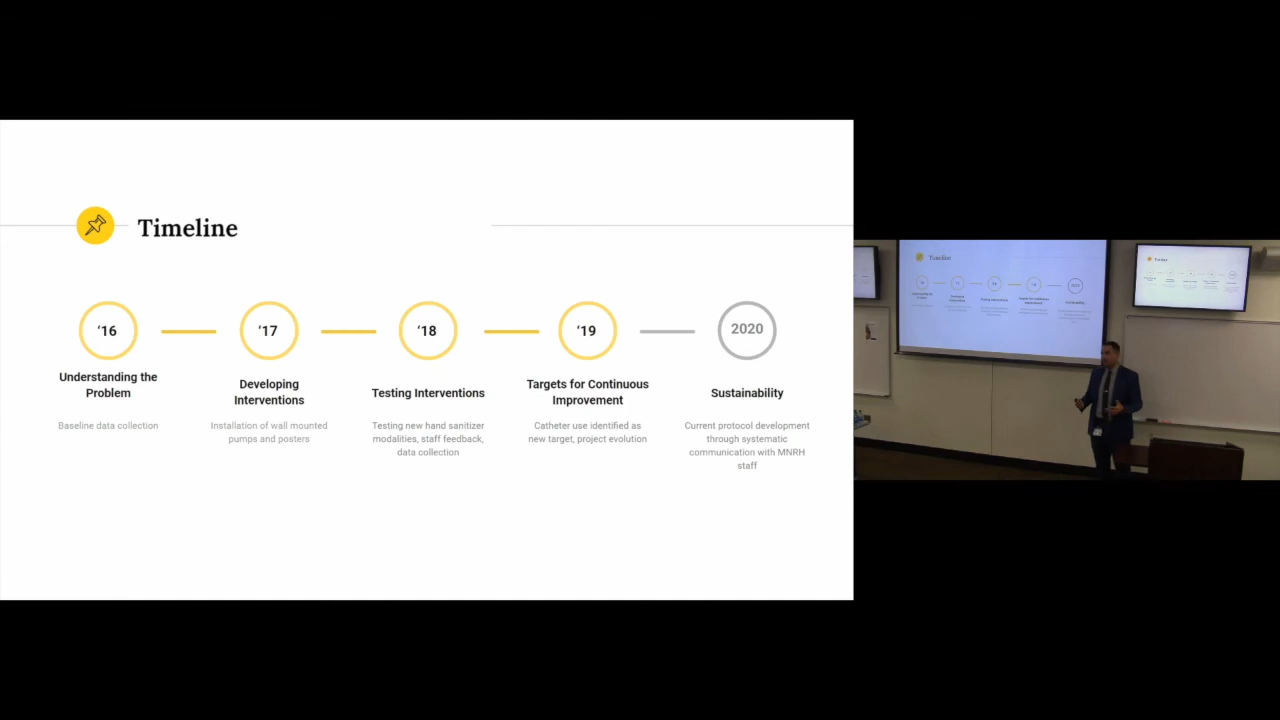 Timeline
‘16
‘17
‘18
‘19
2020
Understanding the
Problem
Baseline data collection
Developing
Interventions
Installation of wall mounted
pumps and posters
Testing Interventions
Testing new hand sanitizer
modalities, staff feedback,
data collection
Targets for Continuous
Improvement
Catheter use identified as
new target, project evolution
Sustainability
Current protocol development
through systematic
communication with MNRH
staff
Timeline